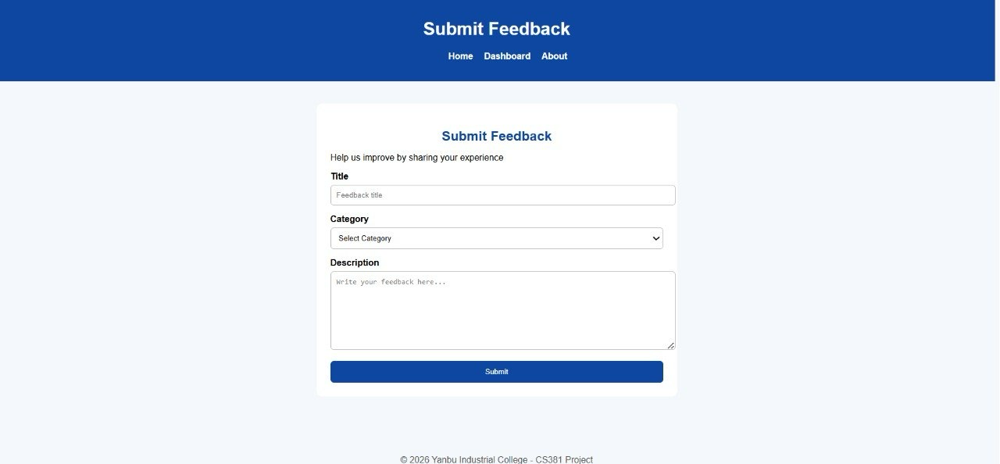 Submit Feedback
Home Dashboard About
Submit Feedback
Help us improve by sharing your experience
Title
Feedback title
Category
Select Category
Description
Write your feedback here...
Submit
© 2026 Yanbu Industrial College - CS381 Project